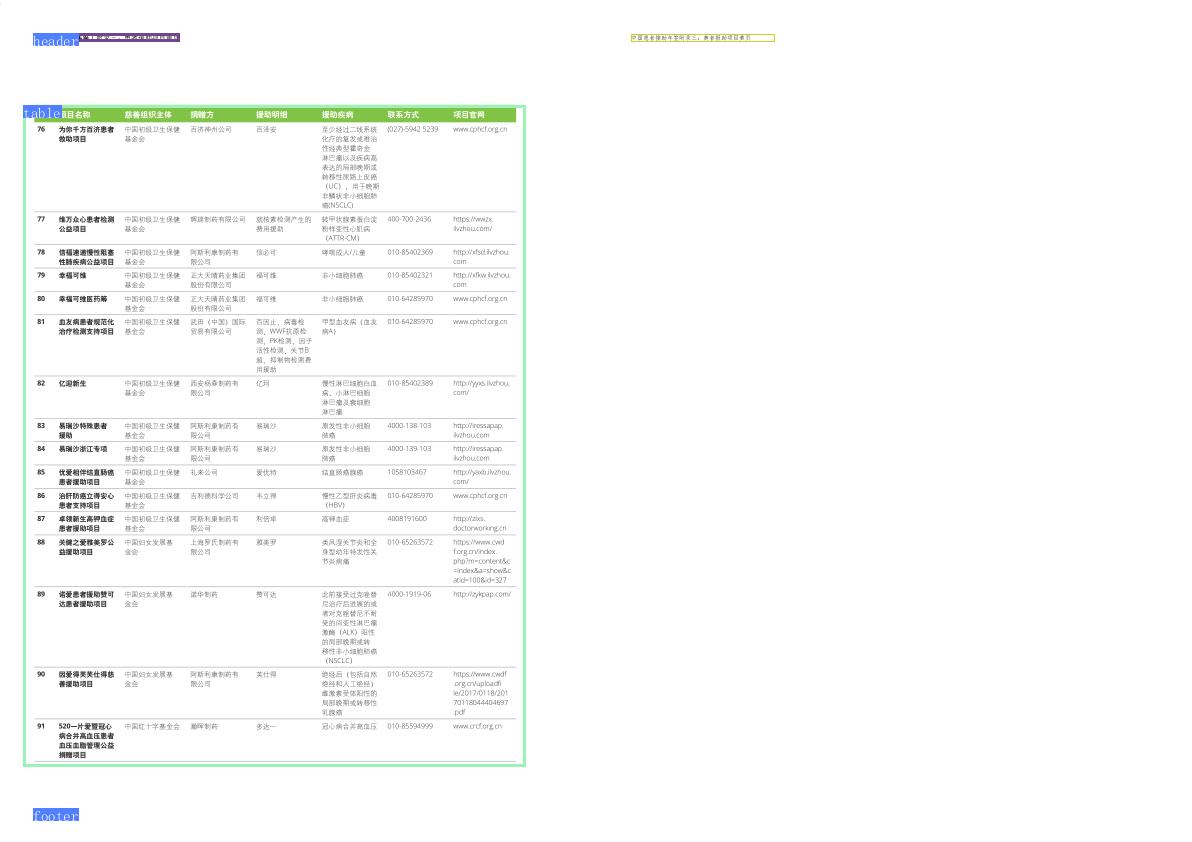 header
中国患者援助年鉴附录三：患者援助项目索引
table
项目名称 慈善组织主体 捐赠方 援助明细 援助疾病 联系方式 项目官网
76 为你千方百济患者 中国初级卫生保健 百济神州公司 百泽安 至少经过二线系统 (027)-5942 5239 www.cphcf.org.cn
救助项目 基金会 化疗的复发或难治
性经典型霍奇金
淋巴瘤以及疾病高
表达的局部晚期或
转移性尿路上皮癌
（UC），用于晚期
非鳞状非小细胞肺
癌(NSCLC)
77 维万众心患者检测 中国初级卫生保健 辉瑞制药有限公司 就核素检测产生的 转甲状腺素蛋白淀 400-700-2436 https://wwzx.
公益项目 基金会 费用援助 粉样变性心肌病 ilvzhou.com/
（ATTR-CM）
78 信福速递慢性阻塞 中国初级卫生保健 阿斯利康制药有 信必可 哮喘成人/儿童 010-85402369 http://xfsd.ilvzhou.
性肺疾病公益项目 基金会 限公司 com
79 幸福可维 中国初级卫生保健 正大天晴药业集团 福可维 非小细胞肺癌 010-85402321 http://xfkw.ilvzhou.
基金会 股份有限公司 com
80 幸福可维医药筹 中国初级卫生保健 正大天晴药业集团 福可维 非小细胞肺癌 010-64285970 www.cphcf.org.cn
基金会 股份有限公司
81 血友病患者规范化 中国初级卫生保健 武田（中国）国际 百因止，病毒检 甲型血友病（血友 010-64285970 www.cphcf.org.cn
治疗检测支持项目 基金会 贸易有限公司 测，WWF抗原检 病A）
测，PK检测，因子
活性检测，关节B
超，抑制物检测费
用援助
82 亿迎新生 中国初级卫生保健 西安杨森制药有 亿珂 慢性淋巴细胞白血 010-85402389 http://yyxs.ilvzhou.
基金会 限公司 病、小淋巴细胞 com/
淋巴瘤及套细胞
淋巴瘤
83 易瑞沙特殊患者 中国初级卫生保健 阿斯利康制药有 易瑞沙 原发性非小细胞 4000-138-103 http://iressapap.
援助 基金会 限公司 肺癌 ilvzhou.com
84 易瑞沙浙江专项 中国初级卫生保健 阿斯利康制药有 易瑞沙 原发性非小细胞 4000-139-103 http://iressapap.
基金会 限公司 肺癌 ilvzhou.com
85 优爱相伴结直肠癌 中国初级卫生保健 礼来公司 爱优特 结直肠癌腺癌 1058103467 http://yaxb.ilvzhou.
患者援助项目 基金会 com/
86 治肝防癌立得安心 中国初级卫生保健 吉利德科学公司 韦立得 慢性乙型肝炎病毒 010-64285970 www.cphcf.org.cn
患者支持项目 基金会 （HBV）
87 卓领新生高钾血症 中国初级卫生保健 阿斯利康制药有 利倍卓 高钾血症 4008191600 http://zlxs.
患者援助项目 基金会 限公司 doctorworking.cn
88 关健之爱雅美罗公 中国妇女发展基 上海罗氏制药有 雅美罗 类风湿关节炎和全 010-65263572 https://www.cwd
益援助项目 金会 限公司 身型幼年特发性关 f.org.cn/index.
节炎病痛 php?m=content&c
=index&a=show&c
atid=100&id=327
89 诺爱患者援助赞可 中国妇女发展基 诺华制药 赞可达 此前接受过克唑替 4000-1919-06 http://zykpap.com/
达患者援助项目 金会 尼治疗后进展的或
者对克唑替尼不耐
受的间变性淋巴瘤
激酶（ALK）阳性
的局部晚期或转
移性非小细胞肺癌
（NSCLC）
90 因爱得芙芙仕得慈 中国妇女发展基 阿斯利康制药有 芙仕得 绝经后（包括自然 010-65263572 https://www.cwdf
善援助项目 金会 限公司 绝经和人工绝经） .org.cn/uploadfi
雌激素受体阳性的 le/2017/0118/201
局部晚期或转移性 70118044404697
乳腺癌 .pdf
91 520一片爱暨冠心 中国红十字基金会 瀚晖制药 多达一 冠心病合并高血压 010-85594999 www.crcf.org.cn
病合并高血压患者
血压血脂管理公益
捐赠项目
footer